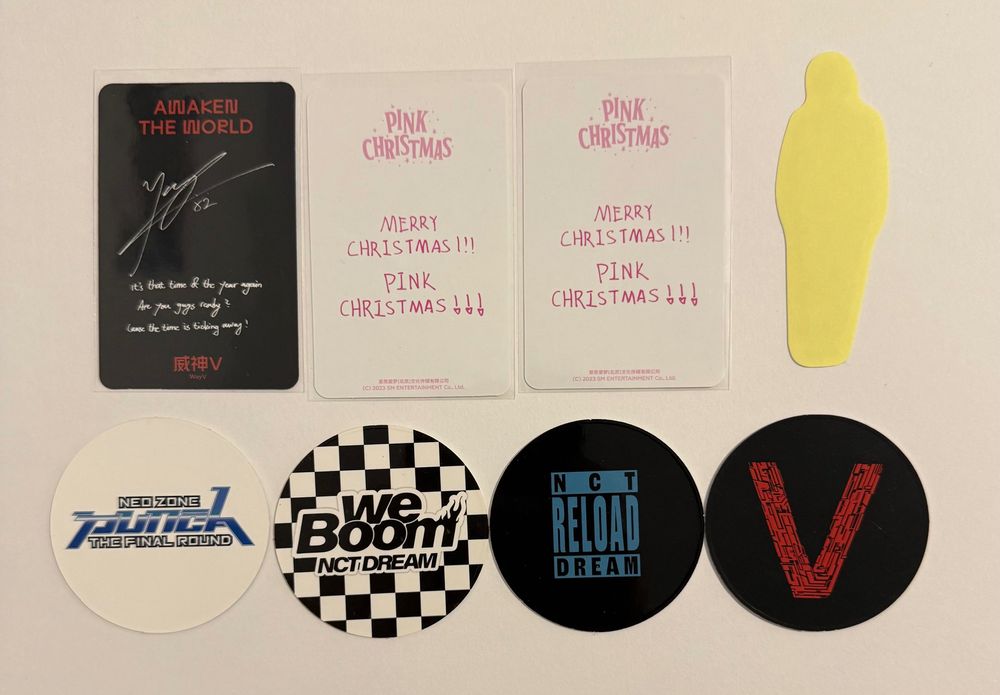 AWAKEN
THE WORLD
It's that time of the year again
Are you guys ready?
Cause the time is ticking away!
威神V
WayV
PINK
CHRISTMAS
MERRY
CHRISTMAS!!!
PINK
CHRISTMAS!!!
(C) 2023 SM ENTERTAINMENT Co., Ltd.
PINK
CHRISTMAS
MERRY
CHRISTMAS!!!
PINK
CHRISTMAS!!!
(C) 2023 SM ENTERTAINMENT Co., Ltd.
NEO ZONE
PUNCH
THE FINAL ROUND
We
Boom
NCT DREAM
NCT
RELOAD
DREAM
V